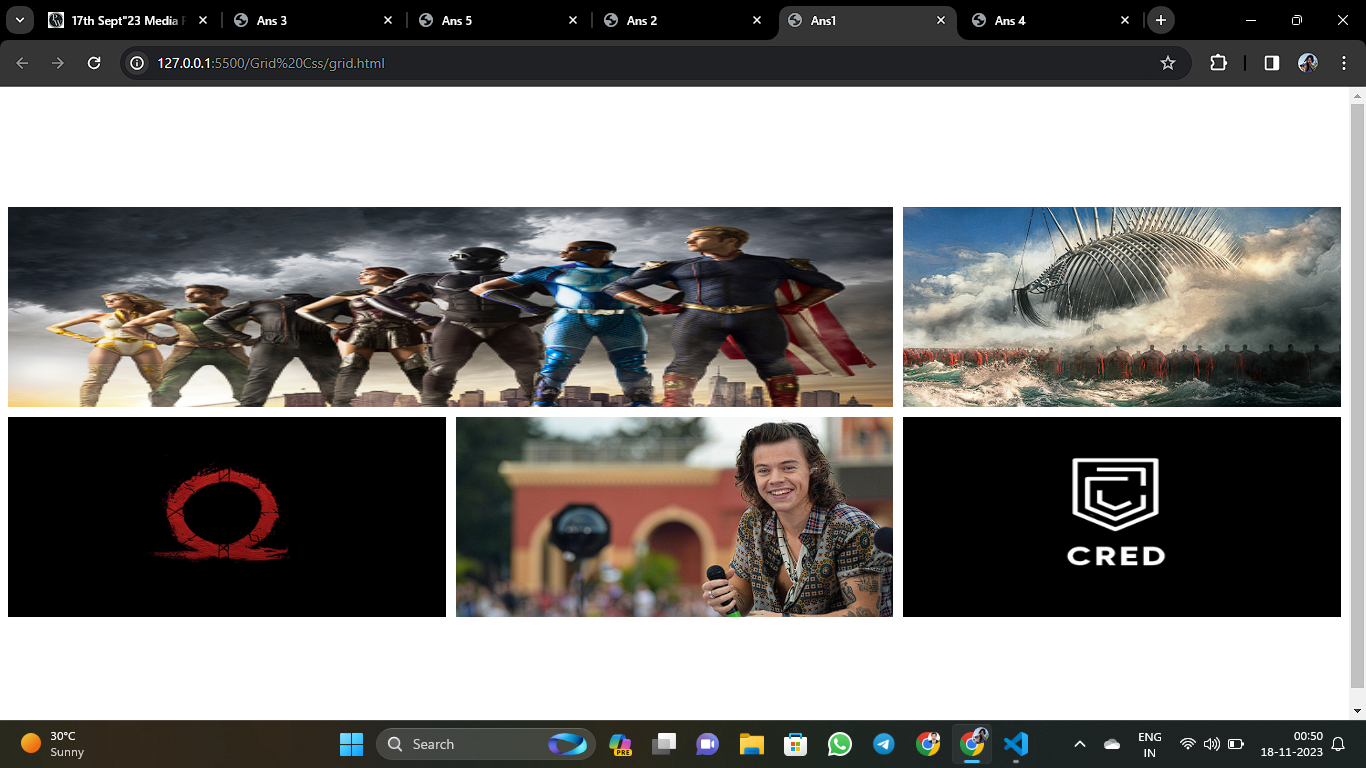 17th Sept"23 Media
Ans 3
Ans 5
Ans 2
Ans1
Ans 4
127.0.0.1:5500/Grid%20Css/grid.html
CRED
30°C
Sunny
Search
PRE
ENG
IN
00:50
18-11-2023